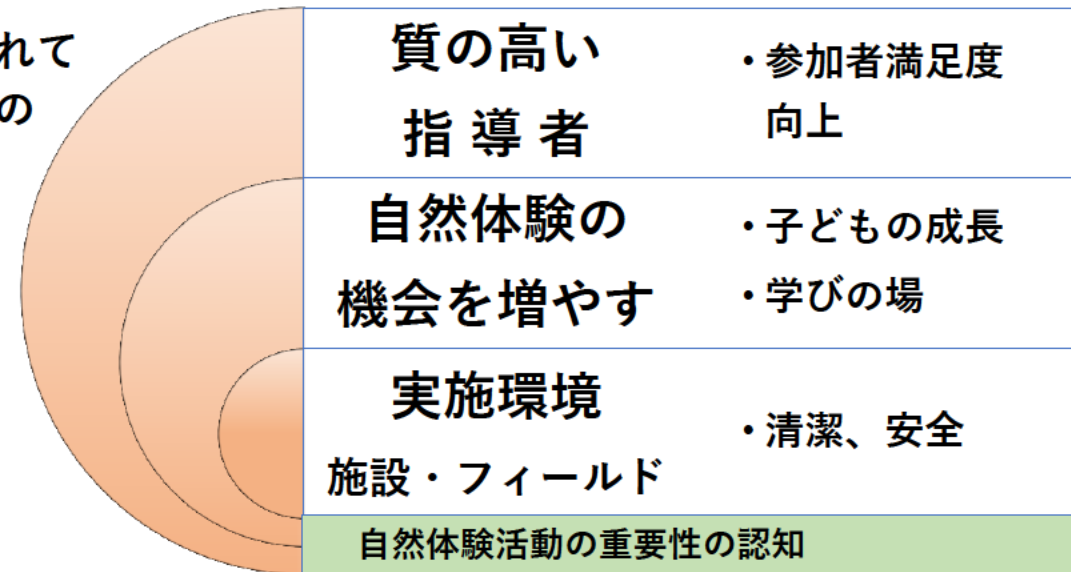 れて
の
質の高い
指 導 者
・参加者満足度
向上
自然体験の
機会を増やす
・子どもの成長
・学びの場
実施環境
施設・フィールド
・清潔、安全
自然体験活動の重要性の認知